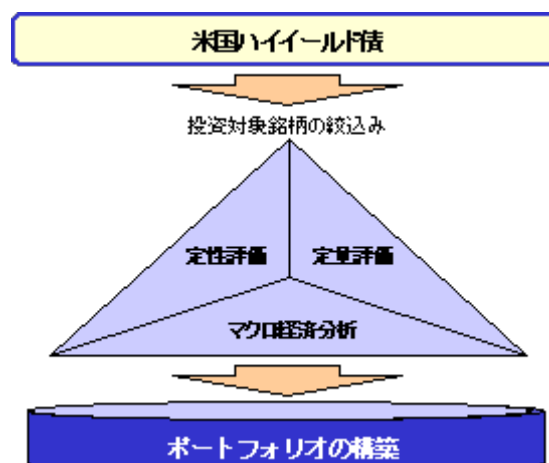 米国ハイイールド債
投資対象銘柄の絞込み
定性評価
定量評価
マクロ経済分析
ポートフォリオの構築